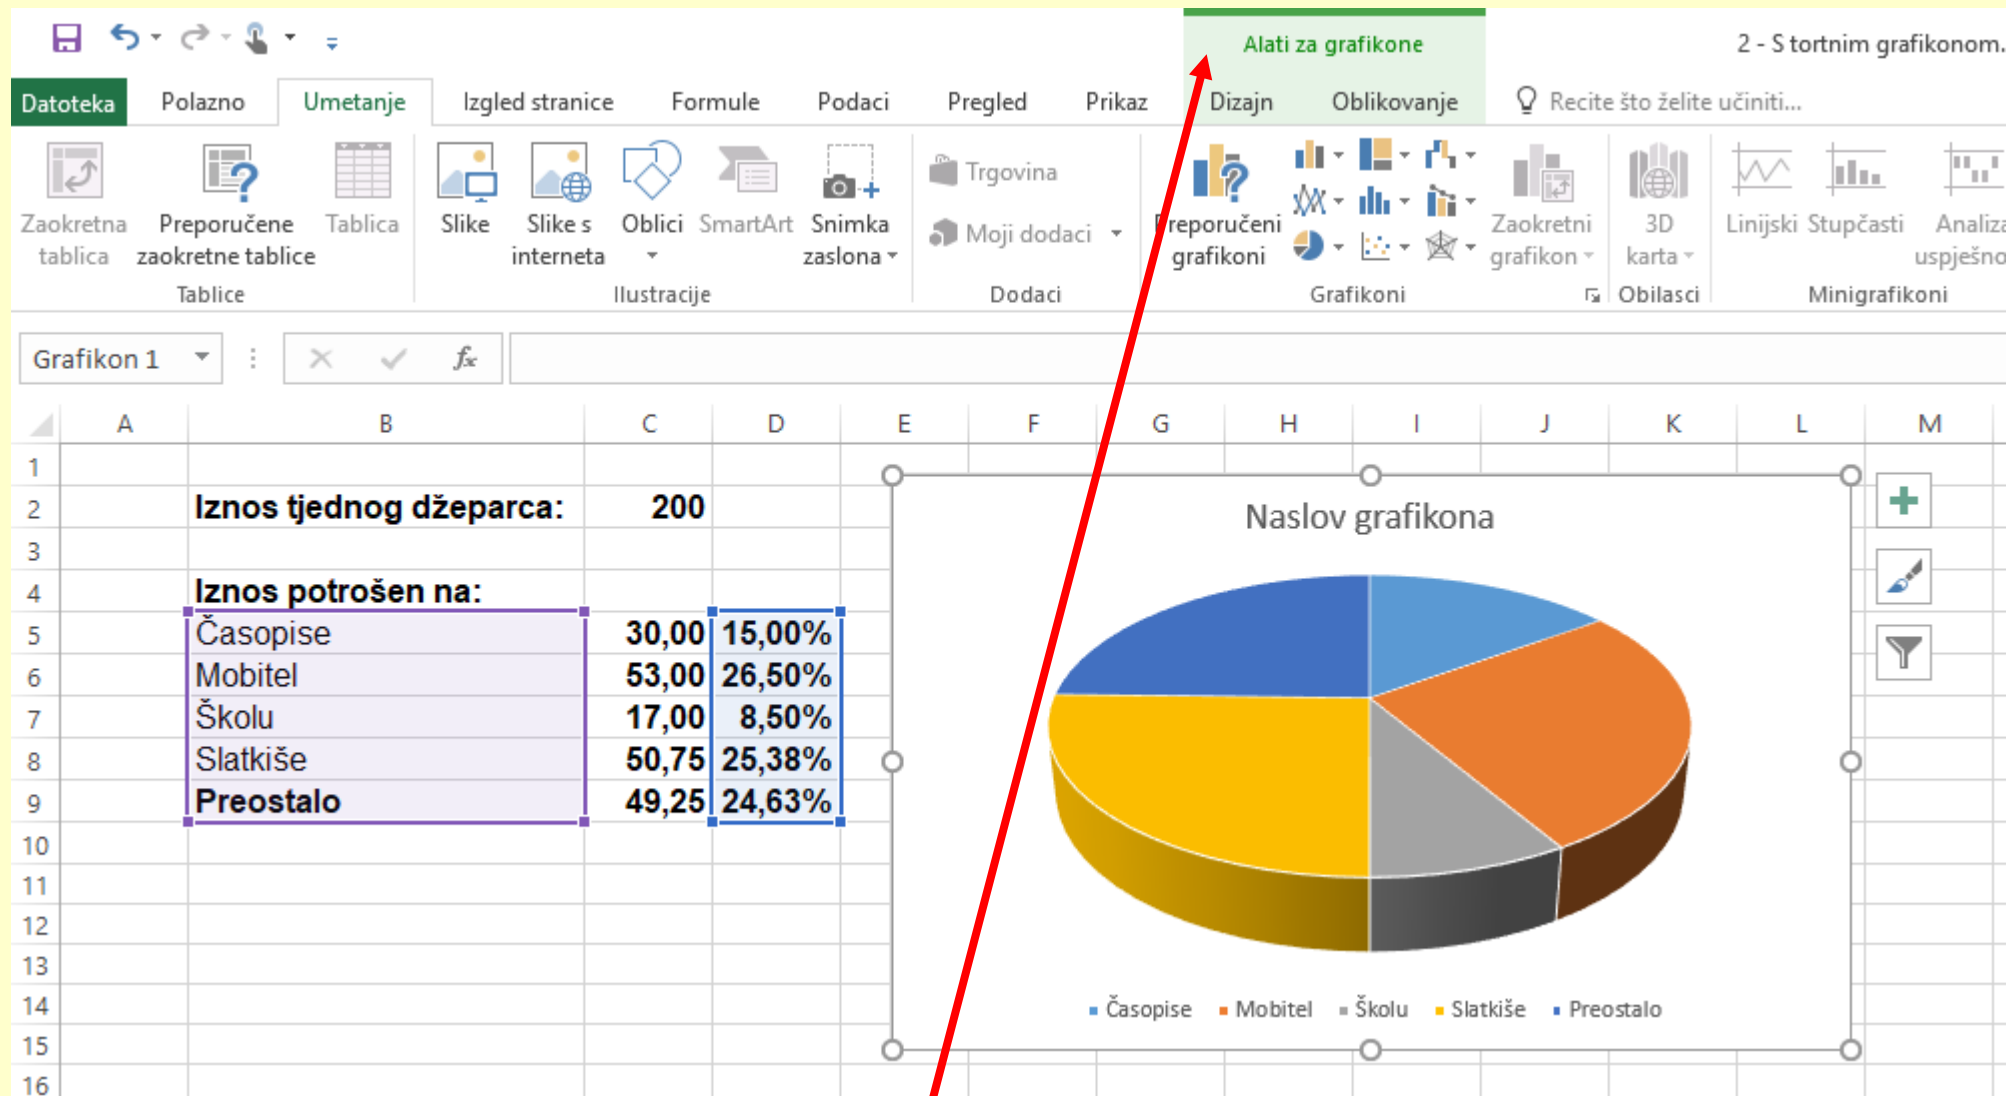 Alati za grafikone
2 - S tortnim grafikonom.
Datoteka Polazno Umetanje Izgled stranice Formule Podaci Pregled Prikaz Dizajn Oblikovanje Recite što želite učiniti...
Zaokretna tablica
Preporučene zaokretne tablice
Tablica
Slike
Slike s interneta
Oblici
SmartArt
Snimka zaslona
Trgovina
Moji dodaci
Preporučeni grafikoni
Zaokretni grafikon
3D karta
Linijski
Stupčasti
Analiza uspješno
Tablice Ilustracije Dodaci Grafikoni Obilasci Minigrafikoni
Grafikon 1 fx
A B C D E F G H I J K L M
1
2 Iznos tjednog džeparca: 200
3
4 Iznos potrošen na:
5 Časopise 30,00 15,00%
6 Mobitel 53,00 26,50%
7 Školu 17,00 8,50%
8 Slatkiše 50,75 25,38%
9 Preostalo 49,25 24,63%
10
11
12
13
14
15
16
Naslov grafikona
Časopise Mobitel Školu Slatkiše Preostalo